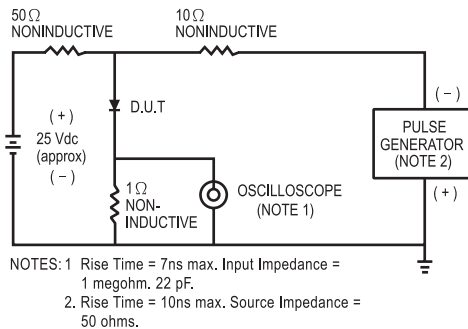 50Ω
NONINDUCTIVE
10Ω
NONINDUCTIVE
(+)
25 Vdc
(approx)
(−)
D.U.T
1Ω
NON-
INDUCTIVE
OSCILLOSCOPE
(NOTE 1)
(−)
PULSE
GENERATOR
(NOTE 2)
(+)
NOTES: 1 Rise Time = 7ns max. Input Impedance =
1 megohm. 22 pF.
2. Rise Time = 10ns max. Source Impedance =
50 ohms.